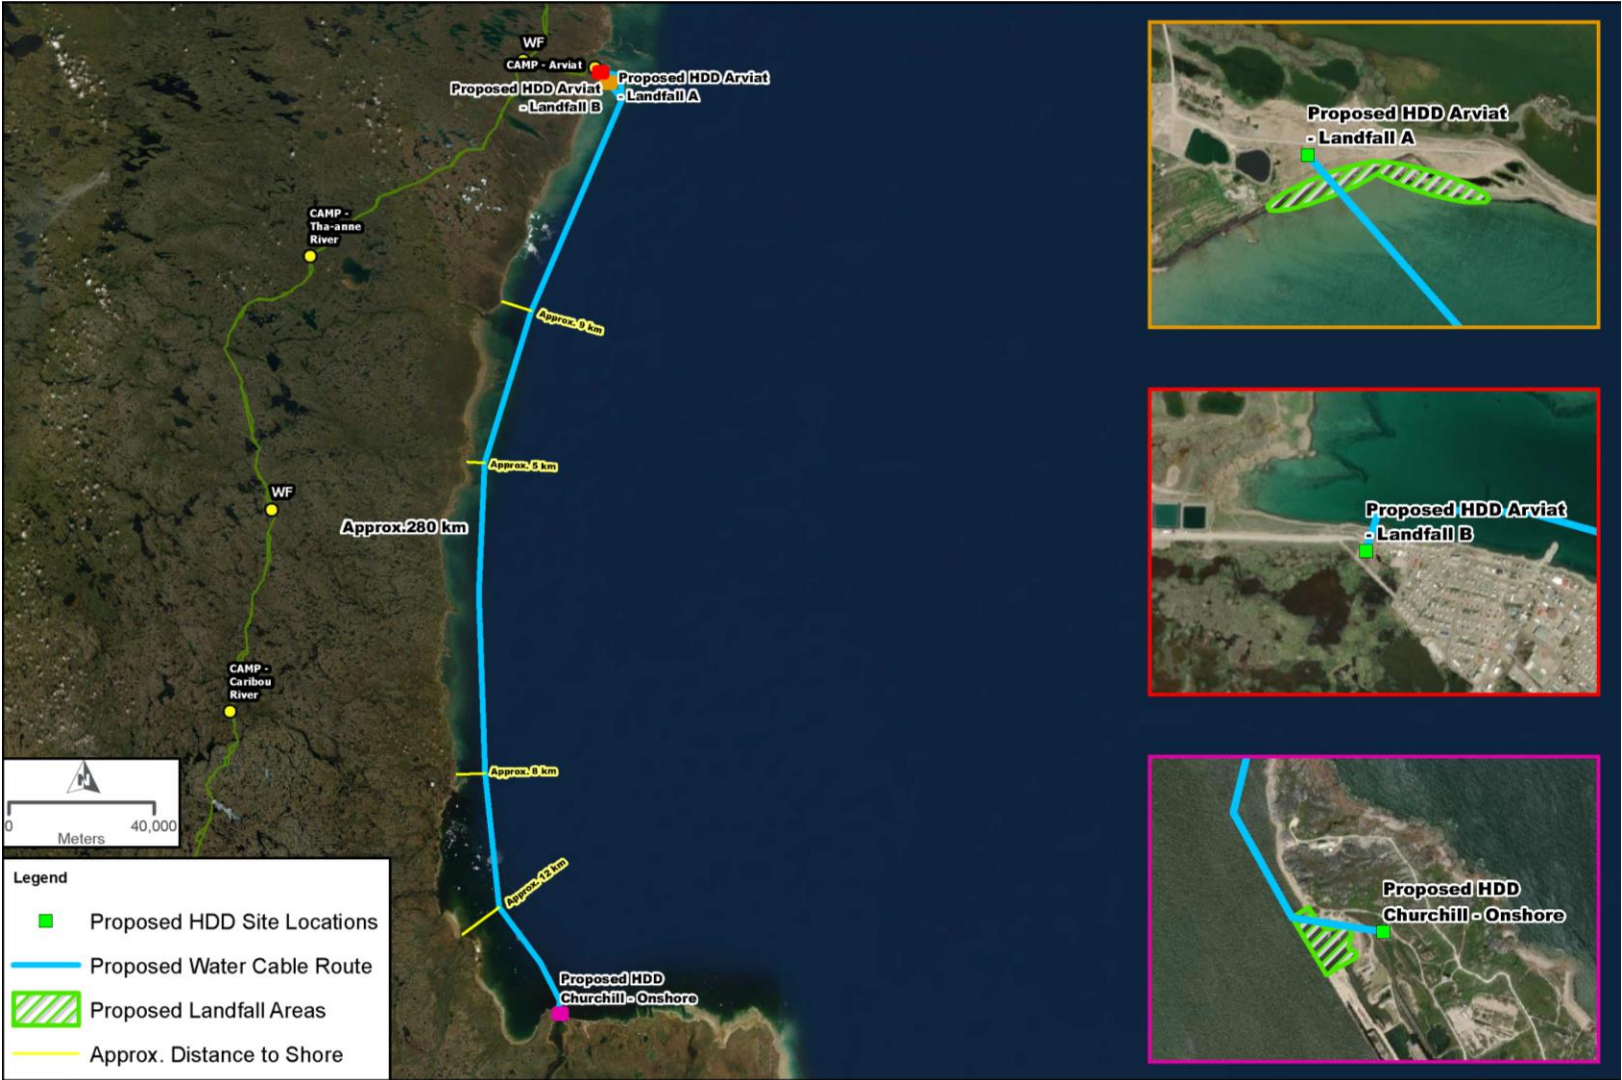 WF
CAMP - Arviat
Proposed HDD Arviat
- Landfall B
Proposed HDD Arviat
- Landfall A
CAMP -
Tha-anne
River
Approx. 9 km
Approx. 5 km
WF
Approx.280 km
CAMP -
Caribou
River
Approx. 8 km
Approx. 12 km
Proposed HDD
Churchill - Onshore
N
0
40,000
Meters
Legend
Proposed HDD Site Locations
Proposed Water Cable Route
Proposed Landfall Areas
Approx. Distance to Shore
Proposed HDD Arviat
- Landfall A
Proposed HDD Arviat
- Landfall B
Proposed HDD
Churchill - Onshore